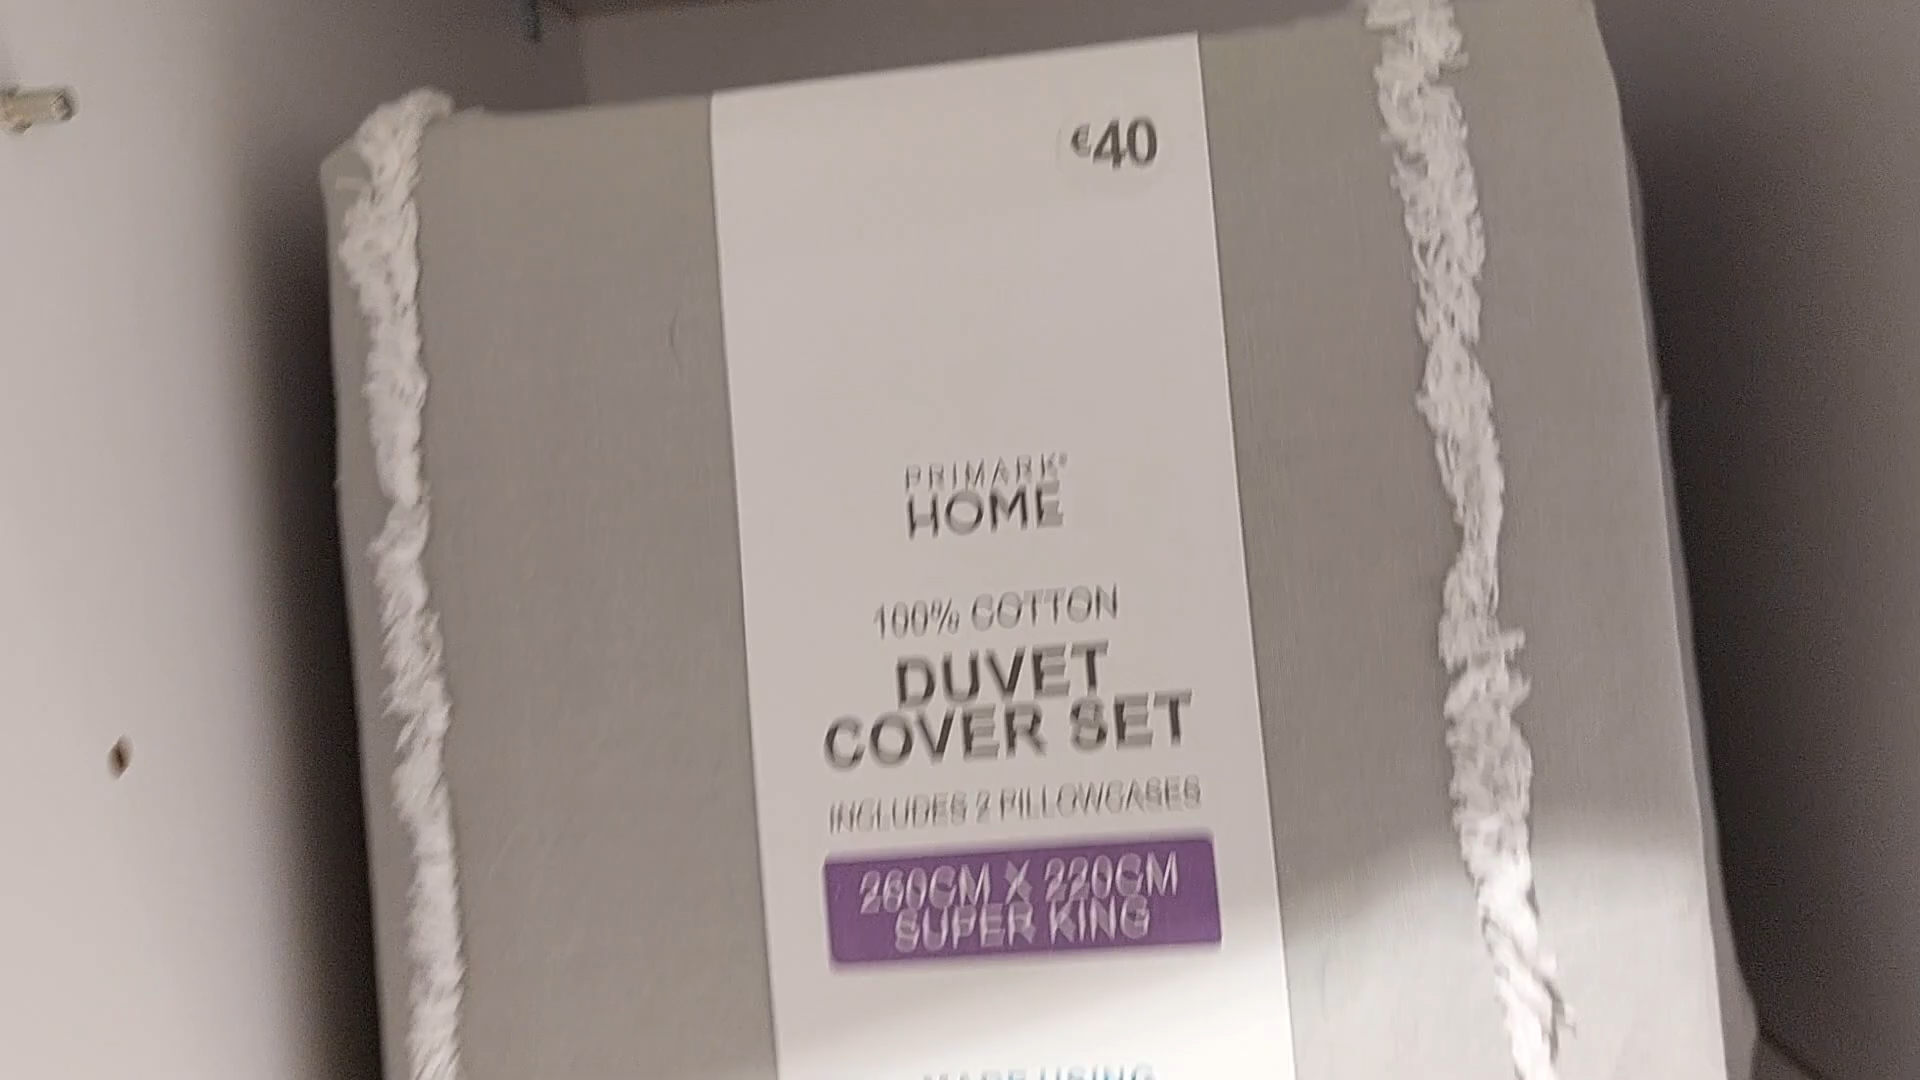 €40
PRIMARK®
HOME
100% COTTON
DUVET
COVER SET
INCLUDES 2 PILLOWCASES
260CM X 220CM
SUPER KING
MADE USING